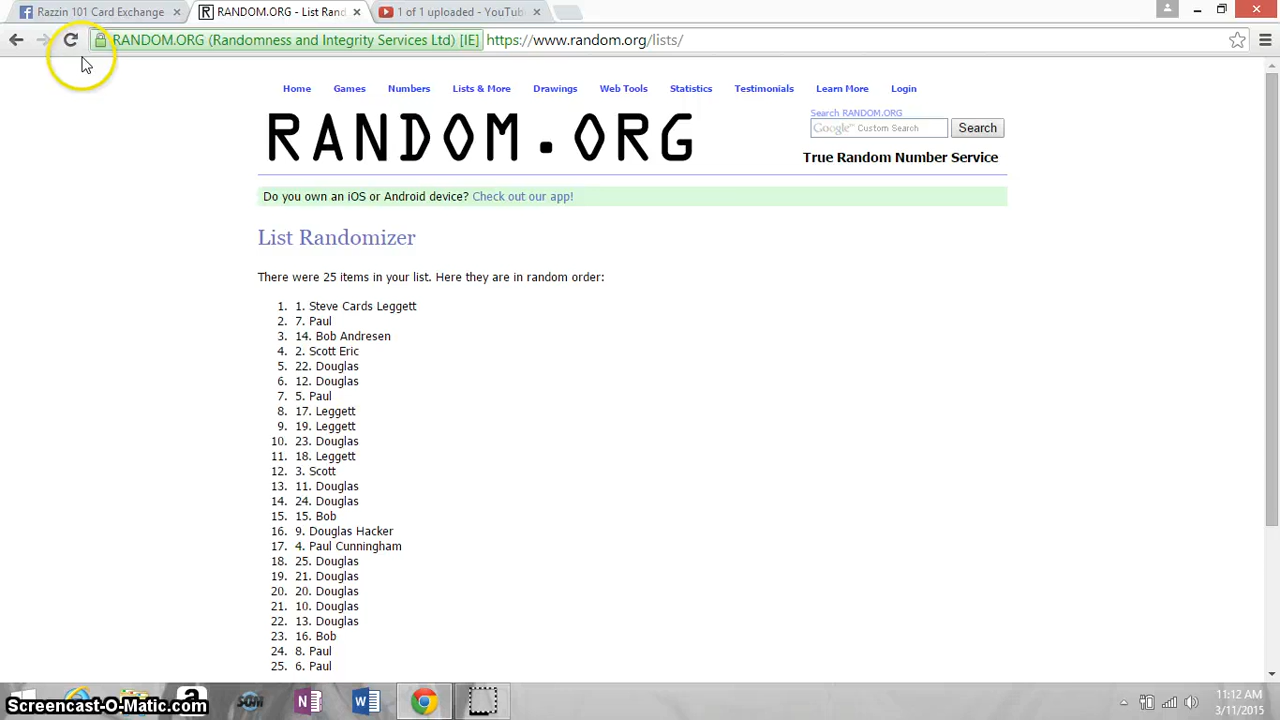 Razzin 101 Card Exchange
RANDOM.ORG - List Rand
1 of 1 uploaded - YouTub
RANDOM.ORG (Randomness and Integrity Services Ltd) [IE]
https://www.random.org/lists/
Home Games Numbers Lists & More Drawings Web Tools Statistics Testimonials Learn More Login
RANDOM.ORG
Search RANDOM.ORG
Google™ Custom Search
Search
True Random Number Service
Do you own an iOS or Android device? Check out our app!
List Randomizer
There were 25 items in your list. Here they are in random order:
1. 1. Steve Cards Leggett
2. 7. Paul
3. 14. Bob Andresen
4. 2. Scott Eric
5. 22. Douglas
6. 12. Douglas
7. 5. Paul
8. 17. Leggett
9. 19. Leggett
10. 23. Douglas
11. 18. Leggett
12. 3. Scott
13. 11. Douglas
14. 24. Douglas
15. 15. Bob
16. 9. Douglas Hacker
17. 4. Paul Cunningham
18. 25. Douglas
19. 21. Douglas
20. 20. Douglas
21. 10. Douglas
22. 13. Douglas
23. 16. Bob
24. 8. Paul
25. 6. Paul
Screencast-O-Matic.com
SOM
11:12 AM
3/11/2015